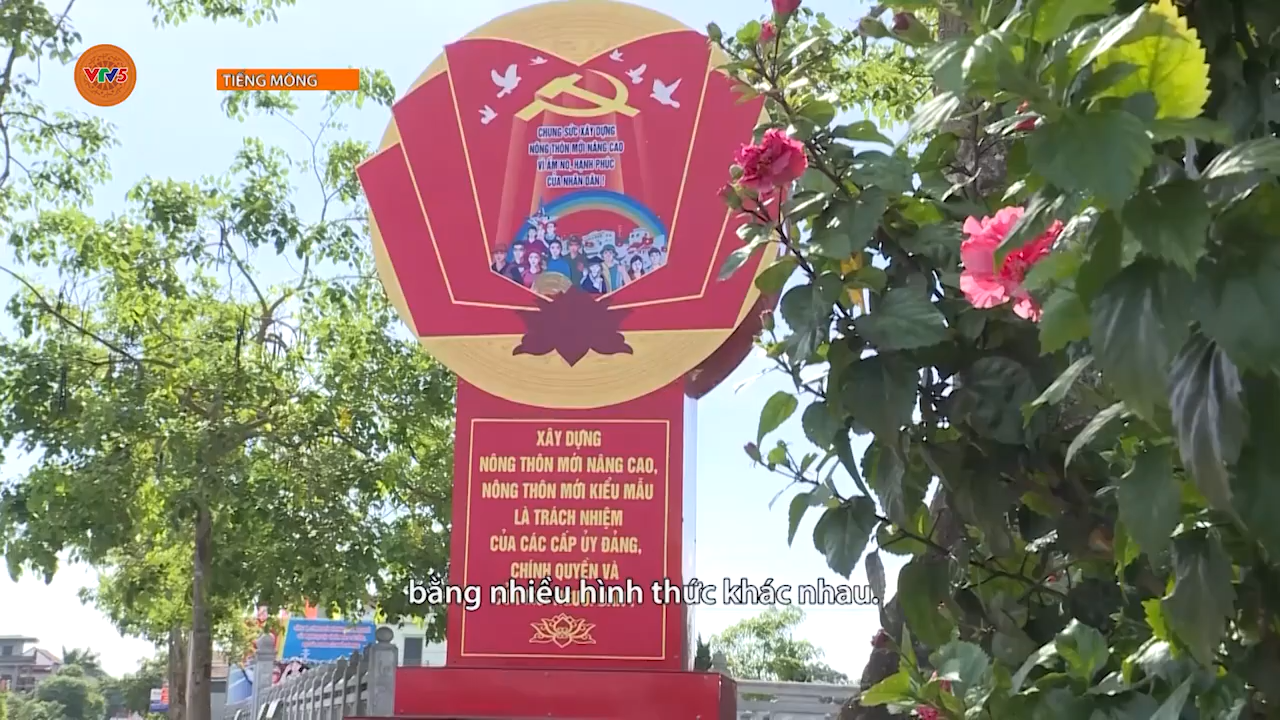 VTV5
TIẾNG MÔNG
CHUNG SỨC XÂY DỰNG
NÔNG THÔN MỚI NÂNG CAO
VÌ ẤM NO, HẠNH PHÚC
CỦA NHÂN DÂN !
XÂY DỰNG
NÔNG THÔN MỚI NÂNG CAO,
NÔNG THÔN MỚI KIỂU MẪU
LÀ TRÁCH NHIỆM
CỦA CÁC CẤP ỦY ĐẢNG,
CHÍNH QUYỀN VÀ
bằng nhiều hình thức khác nhau.